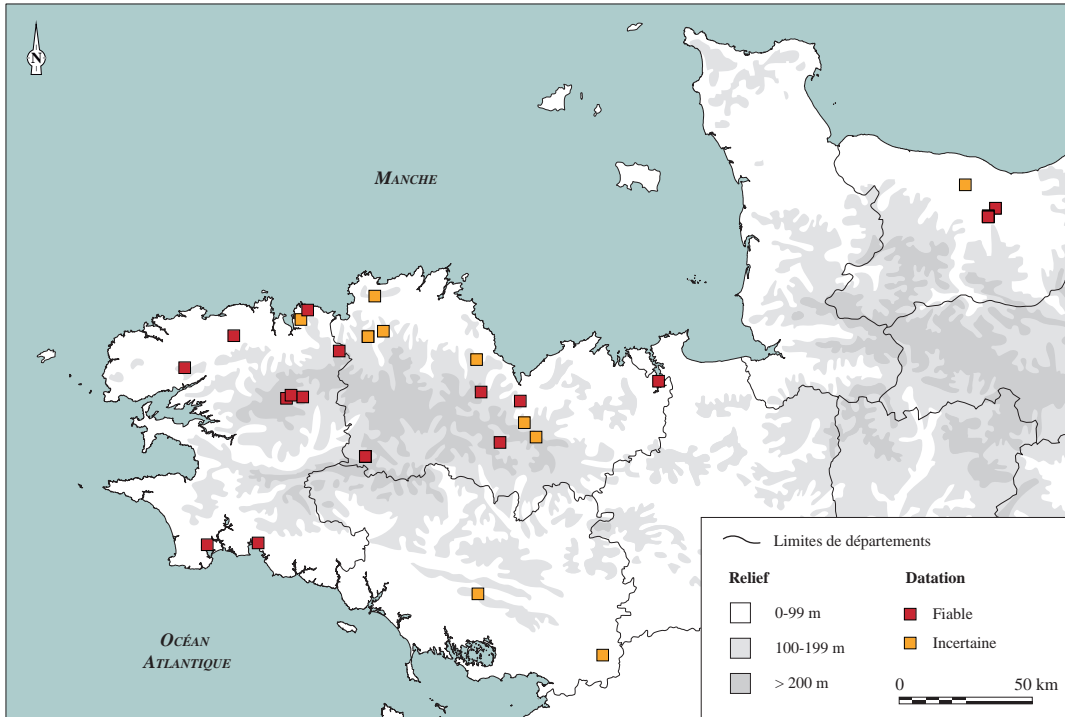 N
MANCHE
OCÉAN
ATLANTIQUE
Limites de départements
Relief
Datation
0-99 m
Fiable
100-199 m
Incertaine
> 200 m
0 50 km